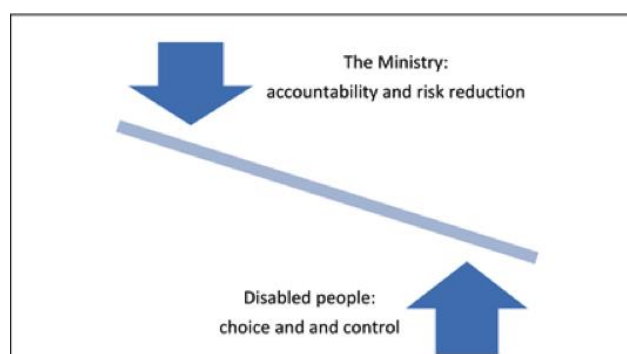 The Ministry:
accountability and risk reduction
Disabled people:
choice and and control